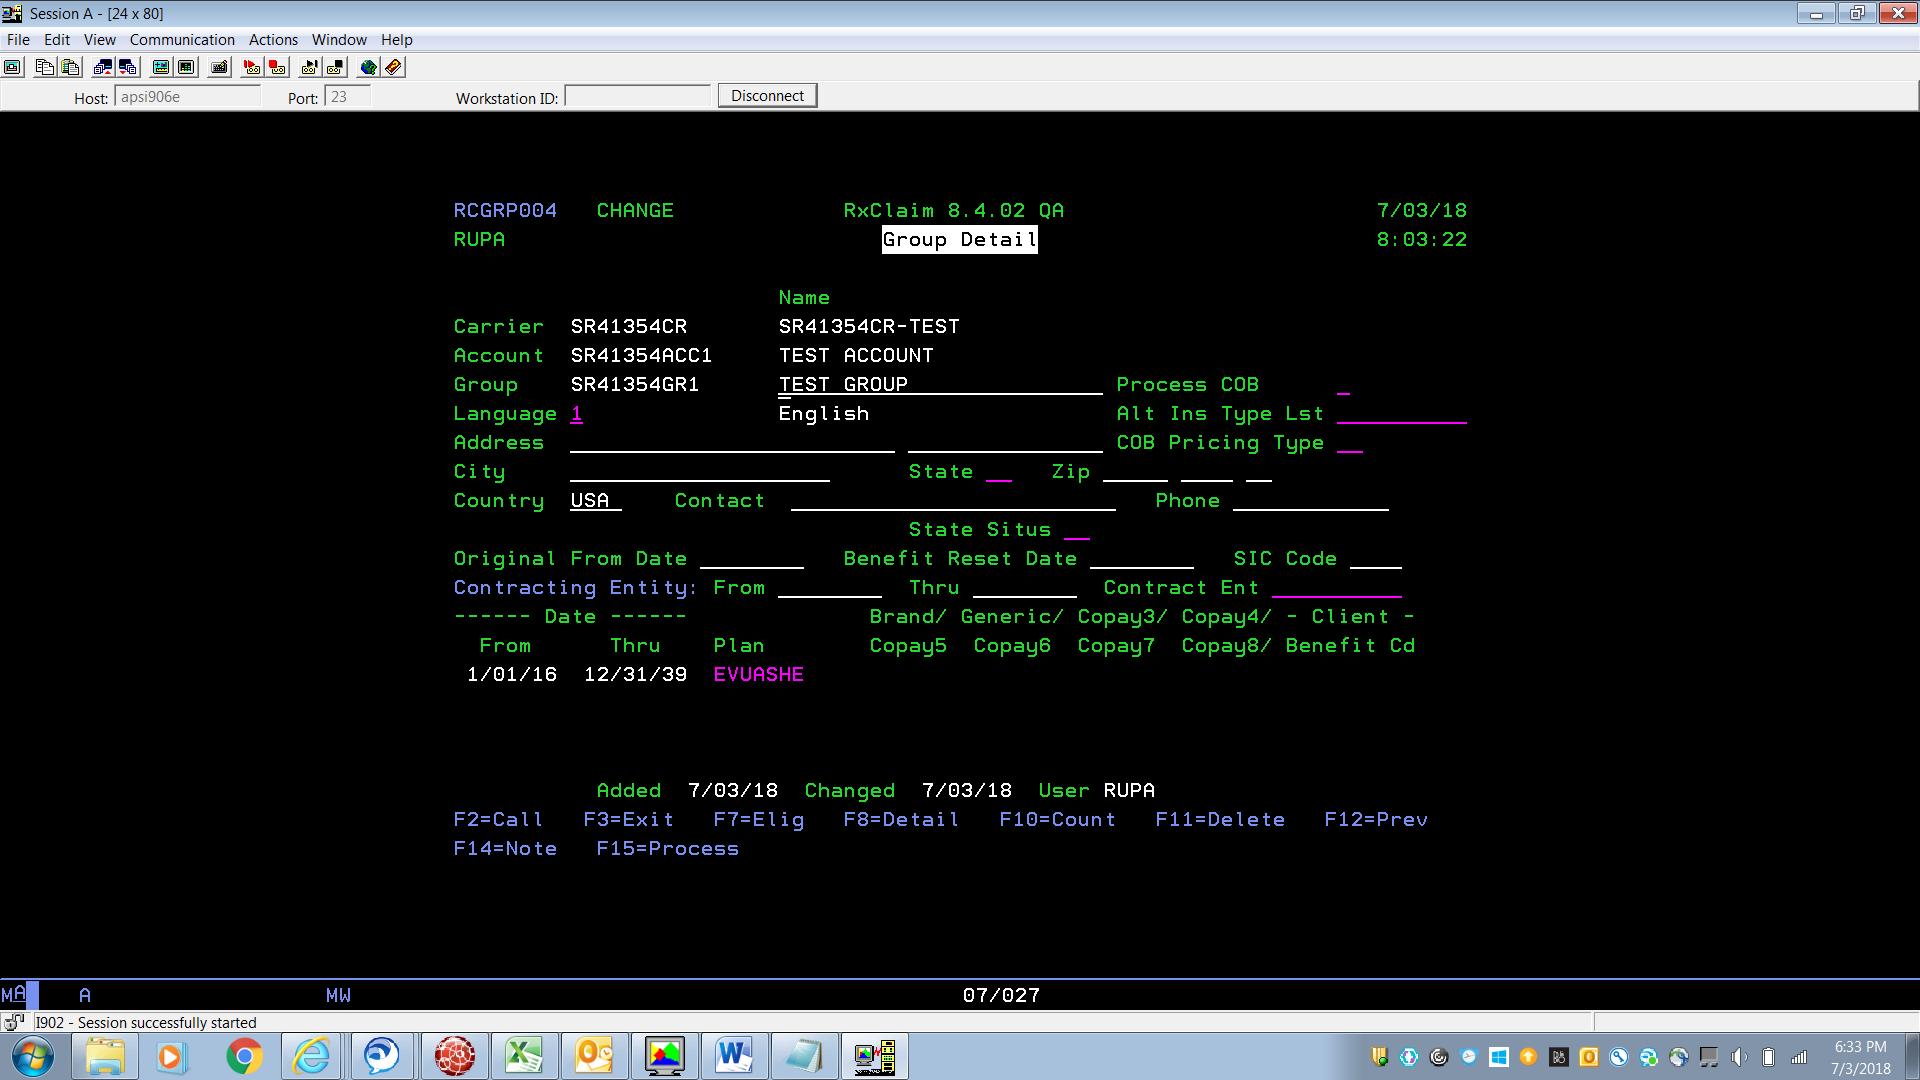 Session A - [24 x 80]
File Edit View Communication Actions Window Help
Host: apsi906e Port: 23 Workstation ID: Disconnect
RCGRP004 CHANGE RxClaim 8.4.02 QA 7/03/18
RUPA Group Detail 8:03:22
Name
Carrier SR41354CR SR41354CR-TEST
Account SR41354ACC1 TEST ACCOUNT
Group SR41354GR1 TEST GROUP Process COB
Language 1 English Alt Ins Type Lst
Address COB Pricing Type
City State Zip
Country USA Contact Phone
State Situs
Original From Date Benefit Reset Date SIC Code
Contracting Entity: From Thru Contract Ent
------ Date ------ Brand/ Generic/ Copay3/ Copay4/ - Client -
From Thru Plan Copay5 Copay6 Copay7 Copay8/ Benefit Cd
1/01/16 12/31/39 EVUASHE
Added 7/03/18 Changed 7/03/18 User RUPA
F2=Call F3=Exit F7=Elig F8=Detail F10=Count F11=Delete F12=Prev
F14=Note F15=Process
MA A MW 07/027
I902 - Session successfully started
6:33 PM
7/3/2018